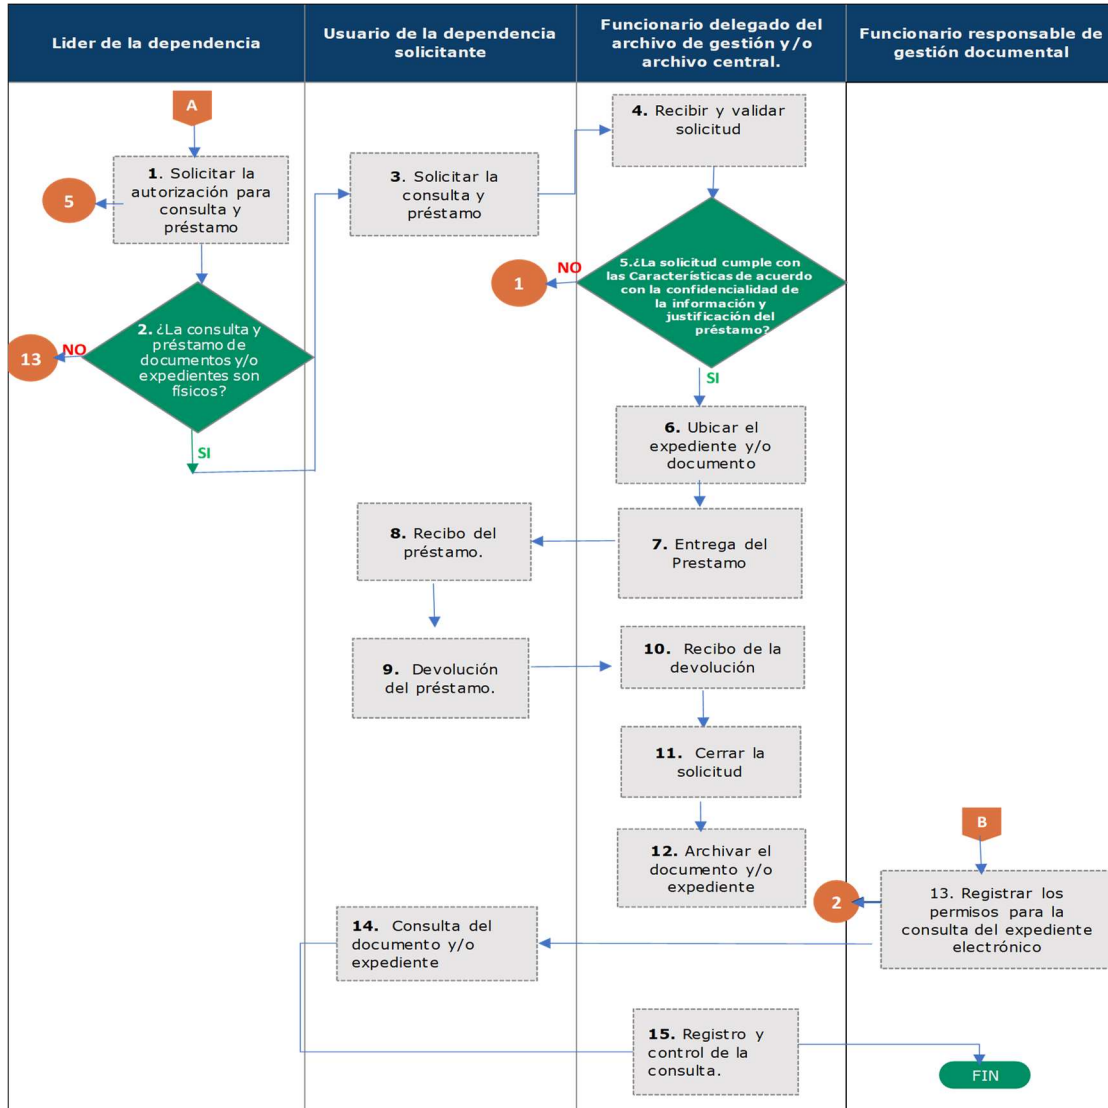 Lider de la dependencia
Usuario de la dependencia
solicitante
Funcionario delegado del
archivo de gestión y/o
archivo central.
Funcionario responsable de
gestión documental
A
1. Solicitar la
autorización para
consulta y
préstamo
5
2. ¿La consulta y
préstamo de
documentos y/o
expedientes son
físicos?
NO
13
SI
3. Solicitar la
consulta y
préstamo
4. Recibir y validar
solicitud
5.¿La solicitud cumple con
las Características de acuerdo
con la confidencialidad de
la información y
justificación del
préstamo?
NO
1
SI
6. Ubicar el
expediente y/o
documento
7. Entrega del
Prestamo
8. Recibo del
préstamo.
9. Devolución
del préstamo.
10. Recibo de la
devolución
11. Cerrar la
solicitud
12. Archivar el
documento y/o
expediente
B
13. Registrar los
permisos para la
consulta del expediente
electrónico
2
14. Consulta del
documento y/o
expediente
15. Registro y
control de la
consulta.
FIN